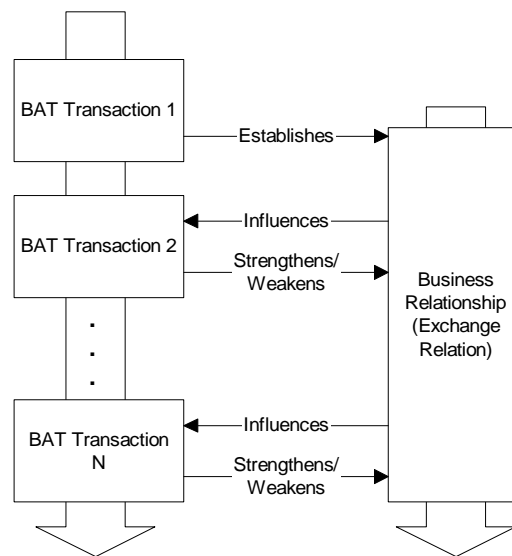 BAT Transaction 1
Establishes
Influences
BAT Transaction 2
Strengthens/
Weakens
Business
Relationship
(Exchange
Relation)
.
.
.
Influences
BAT Transaction
N
Strengthens/
Weakens